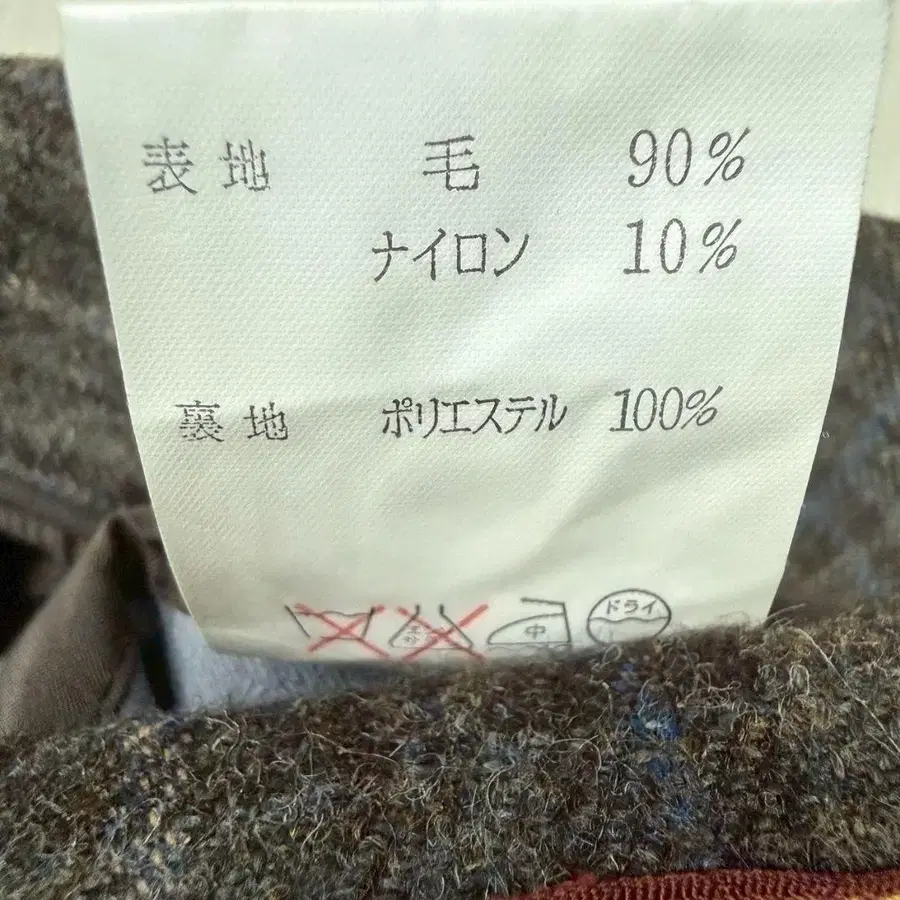 表地 毛 90%
ナイロン 10%
裏地 ポリエステル 100%
中 ドライ